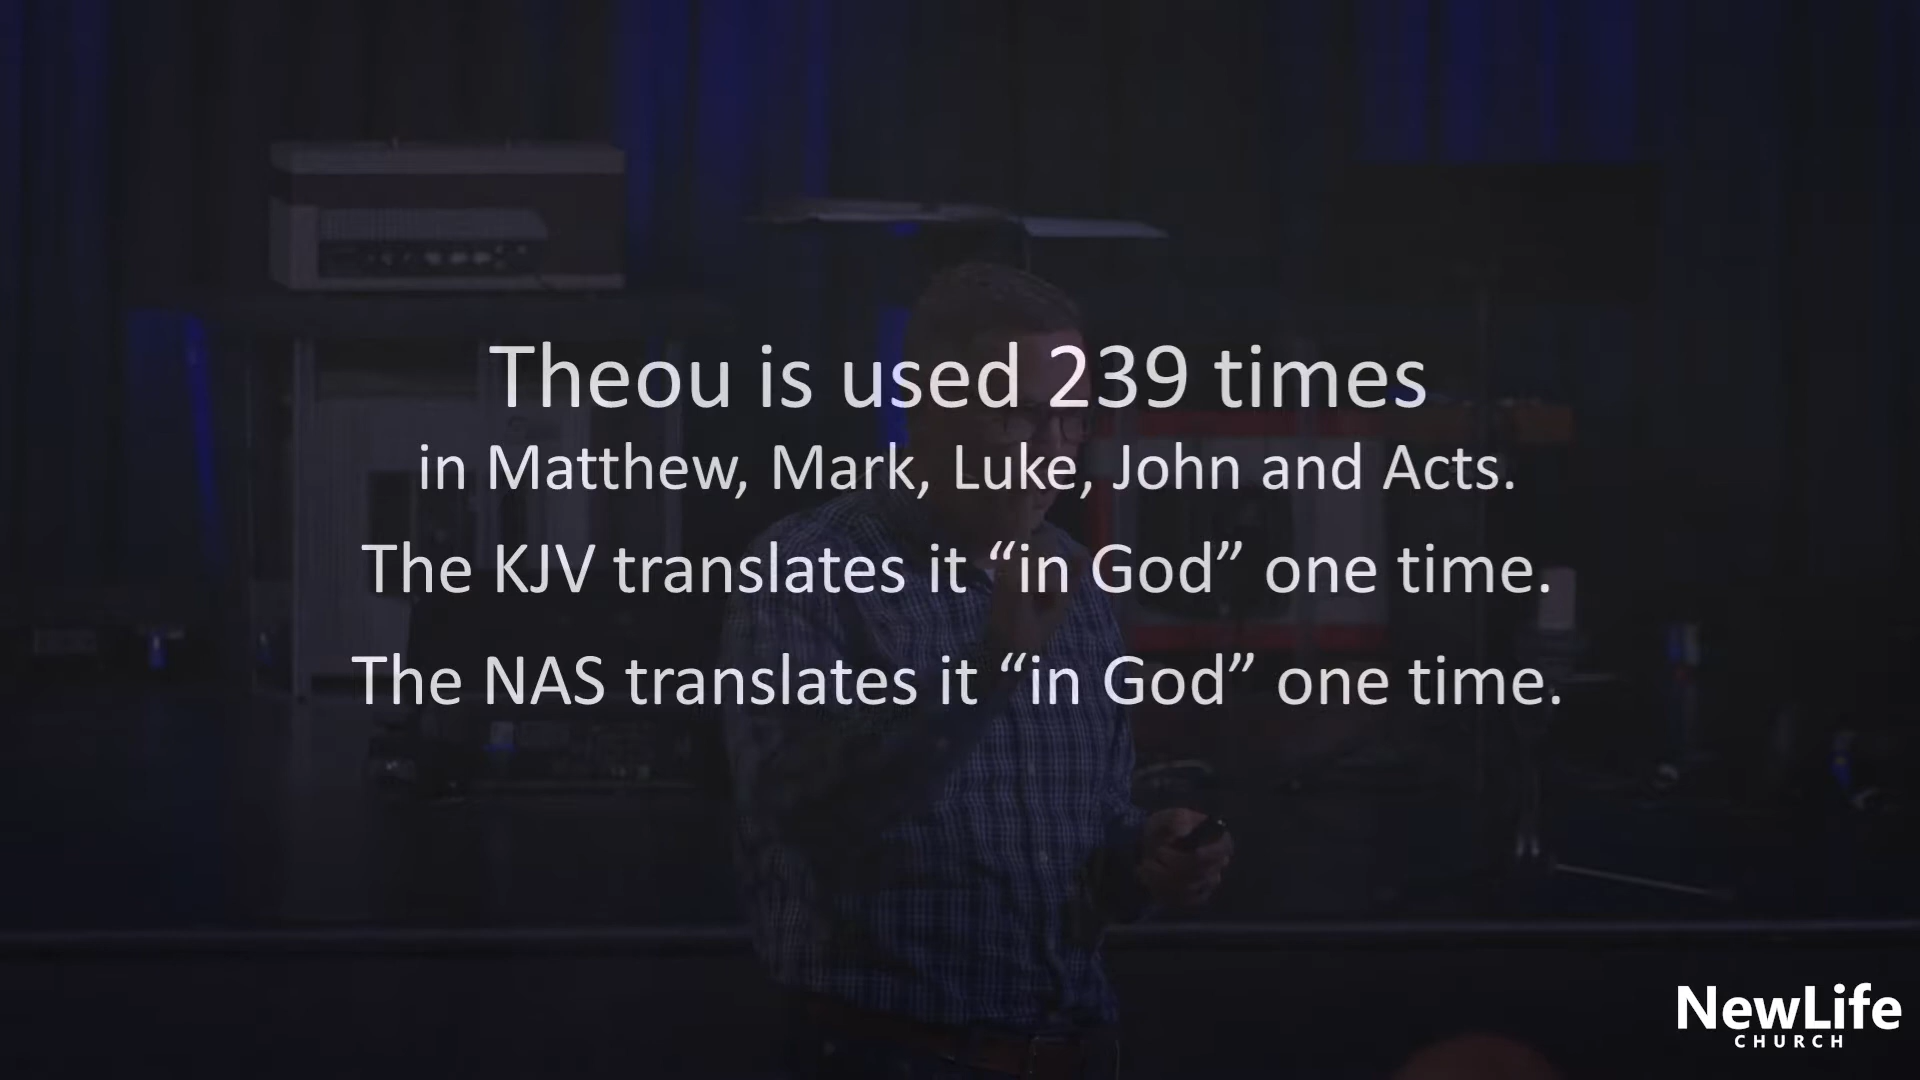 Theou is used 239 times
in Matthew, Mark, Luke, John and Acts.
The KJV translates it “in God” one time.
The NAS translates it “in God” one time.
NewLife
CHURCH